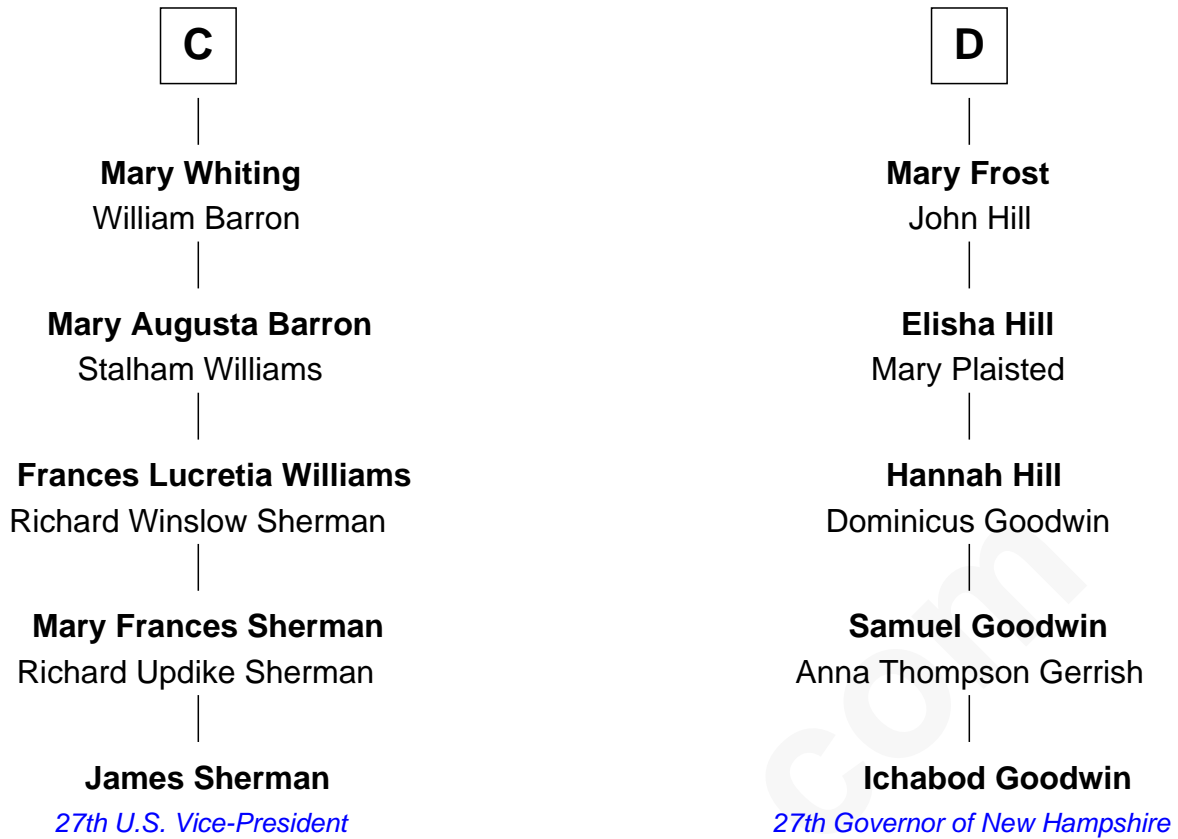 C
Mary Whiting
William Barron
Mary Augusta Barron
Stalham Williams
Frances Lucretia Williams
Richard Winslow Sherman
Mary Frances Sherman
Richard Updike Sherman
James Sherman
27th U.S. Vice-President
D
Mary Frost
John Hill
Elisha Hill
Mary Plaisted
Hannah Hill
Dominicus Goodwin
Samuel Goodwin
Anna Thompson Gerrish
Ichabod Goodwin
27th Governor of New Hampshire
com